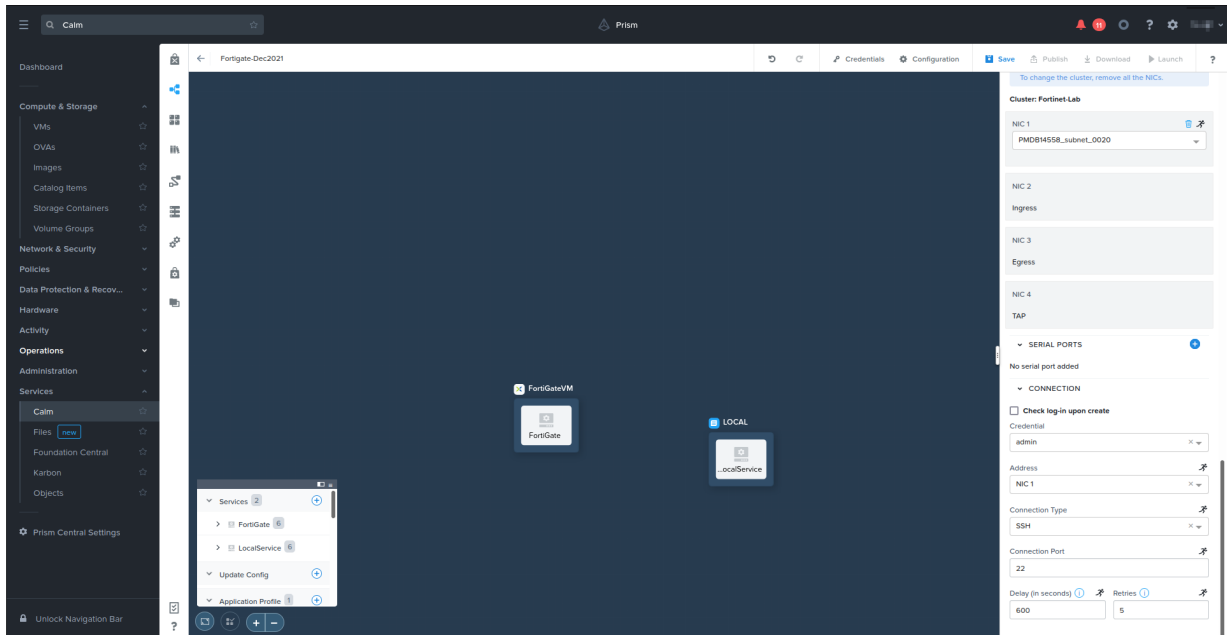 Calm
Prism
11
?
Dashboard
Compute & Storage
VMs
OVAs
Images
Catalog Items
Storage Containers
Volume Groups
Network & Security
Policies
Data Protection & Recov...
Hardware
Activity
Operations
Administration
Services
Calm
Files new
Foundation Central
Karbon
Objects
Prism Central Settings
Unlock Navigation Bar
?
Fortigate-Dec2021
Credentials
Configuration
Save
Publish
Download
Launch
?
FortiGateVM
FortiGate
LOCAL
...ocalService
Services 2
FortiGate 6
LocalService 6
Update Config
Application Profile 1
To change the cluster, remove all the NICs.
Cluster: Fortinet-Lab
NIC 1
PMDB14558_subnet_0020
NIC 2
Ingress
NIC 3
Egress
NIC 4
TAP
SERIAL PORTS
No serial port added
CONNECTION
Check log-in upon create
Credential
admin
Address
NIC 1
Connection Type
SSH
Connection Port
22
Delay (in seconds) Retries
600 5